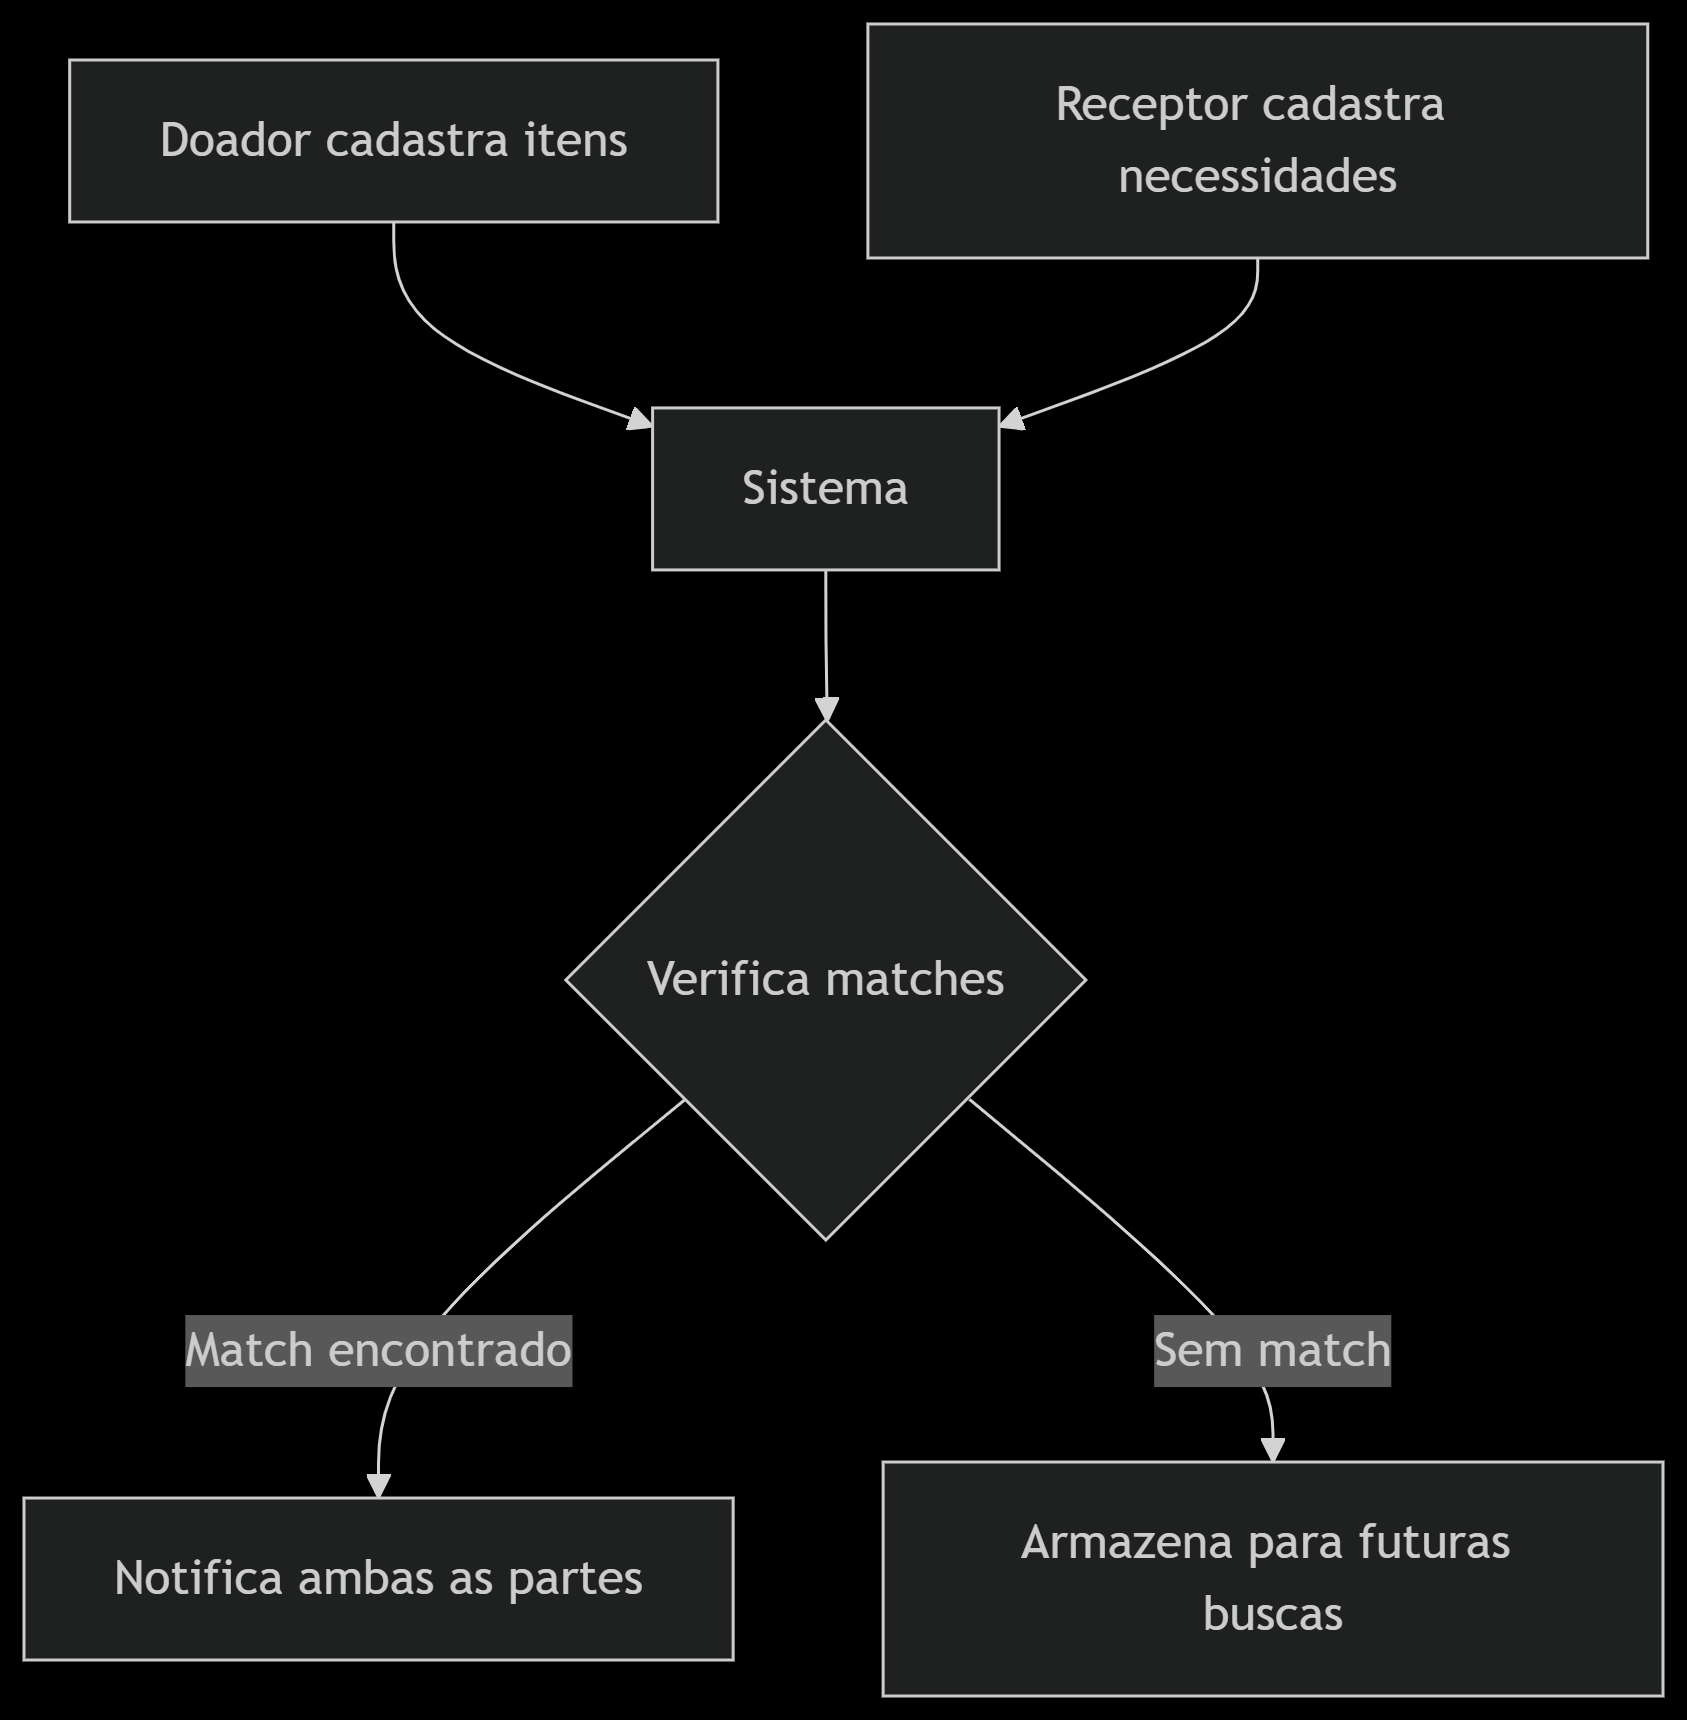 Doador cadastra itens
Receptor cadastra
necessidades
Sistema
Verifica matches
Match encontrado
Sem match
Notifica ambas as partes
Armazena para futuras
buscas